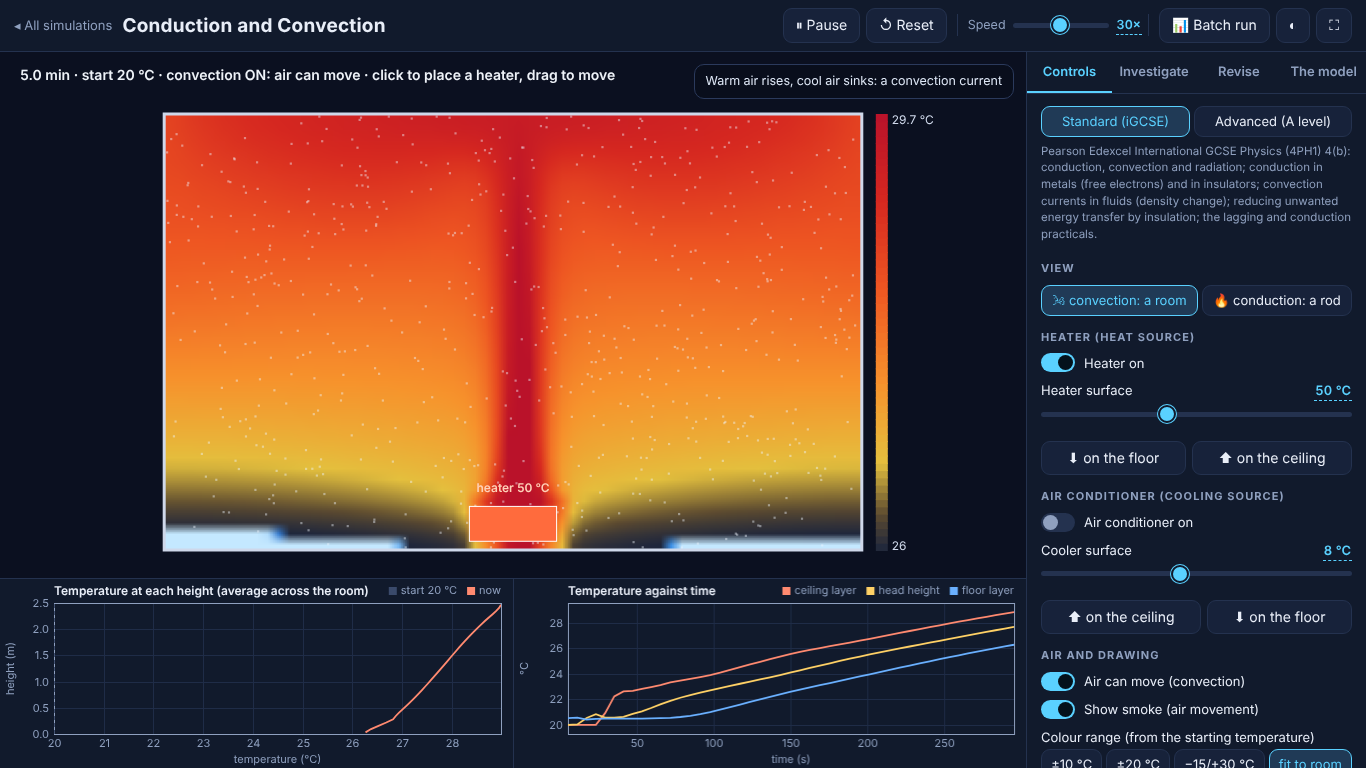 ◂ All simulations
Conduction and Convection
⏸ Pause
↺ Reset
Speed
30×
📊 Batch run
5.0 min · start 20 °C · convection ON: air can move · click to place a heater, drag to move
Warm air rises, cool air sinks: a convection current
29.7 °C
26
heater 50 °C
Temperature at each height (average across the room)
start 20 °C
now
height (m)
2.5
2.0
1.5
1.0
0.5
0.0
20 21 22 23 24 25 26 27 28
temperature (°C)
Temperature against time
ceiling layer
head height
floor layer
°C
28
26
24
22
20
50 100 150 200 250
time (s)
Controls
Investigate
Revise
The model
Standard (iGCSE)
Advanced (A level)
Pearson Edexcel International GCSE Physics (4PH1) 4(b):
conduction, convection and radiation; conduction in
metals (free electrons) and in insulators; convection
currents in fluids (density change); reducing unwanted
energy transfer by insulation; the lagging and conduction
practicals.
VIEW
🌬 convection: a room
🔥 conduction: a rod
HEATER (HEAT SOURCE)
Heater on
Heater surface
50 °C
⬇ on the floor
⬆ on the ceiling
AIR CONDITIONER (COOLING SOURCE)
Air conditioner on
Cooler surface
8 °C
⬆ on the ceiling
⬇ on the floor
AIR AND DRAWING
Air can move (convection)
Show smoke (air movement)
Colour range (from the starting temperature)
±10 °C
±20 °C
−15/+30 °C
fit to room